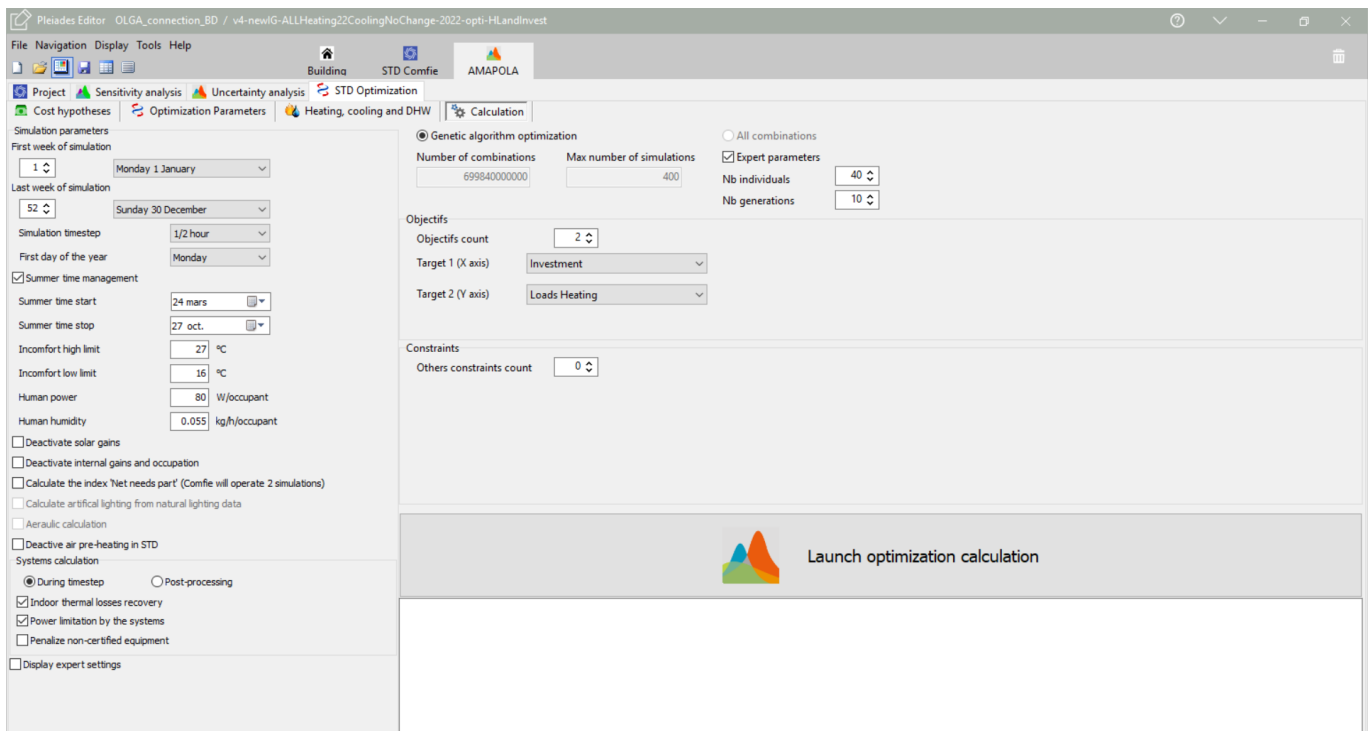 Pleiades Editor OLGA_connection_BD / v4-newIG-ALLHeating22CoolingNoChange-2022-opti-HLandInvest
File Navigation Display Tools Help
Building STD Comfie AMAPOLA
Project Sensitivity analysis Uncertainty analysis STD Optimization
Cost hypotheses Optimization Parameters Heating, cooling and DHW Calculation
Simulation parameters
First week of simulation
1 Monday 1 January
Last week of simulation
52 Sunday 30 December
Simulation timestep 1/2 hour
First day of the year Monday
Summer time management
Summer time start 24 mars
Summer time stop 27 oct.
Incomfort high limit 27 °C
Incomfort low limit 16 °C
Human power 80 W/occupant
Human humidity 0.055 kg/h/occupant
Deactivate solar gains
Deactivate internal gains and occupation
Calculate the index 'Net needs part' (Comfie will operate 2 simulations)
Calculate artifical lighting from natural lighting data
Aeraulic calculation
Deactive air pre-heating in STD
Systems calculation
During timestep Post-processing
Indoor thermal losses recovery
Power limitation by the systems
Penalize non-certified equipment
Display expert settings
Genetic algorithm optimization All combinations
Number of combinations Max number of simulations Expert parameters
699840000000 400 Nb individuals 40
Nb generations 10
Objectifs
Objectifs count 2
Target 1 (X axis) Investment
Target 2 (Y axis) Loads Heating
Constraints
Others constraints count 0
Launch optimization calculation